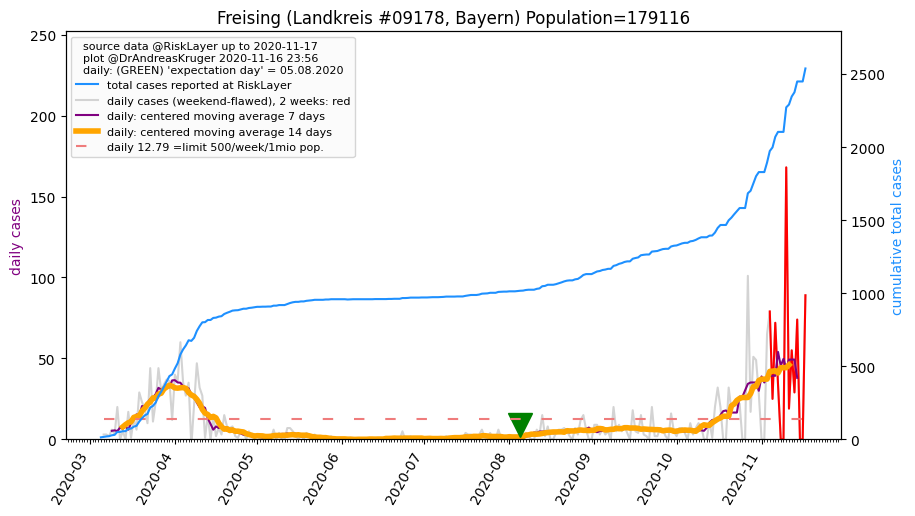 Freising (Landkreis #09178, Bayern) Population=179116
source data @RiskLayer up to 2020-11-17
plot @DrAndreasKruger 2020-11-16 23:56
daily: (GREEN) 'expectation day' = 05.08.2020
total cases reported at RiskLayer
daily cases (weekend-flawed), 2 weeks: red
daily: centered moving average 7 days
daily: centered moving average 14 days
daily 12.79 =limit 500/week/1mio pop.
daily cases
250
200
150
100
50
0
cumulative total cases
2500
2000
1500
1000
500
0
2020-03
2020-04
2020-05
2020-06
2020-07
2020-08
2020-09
2020-10
2020-11